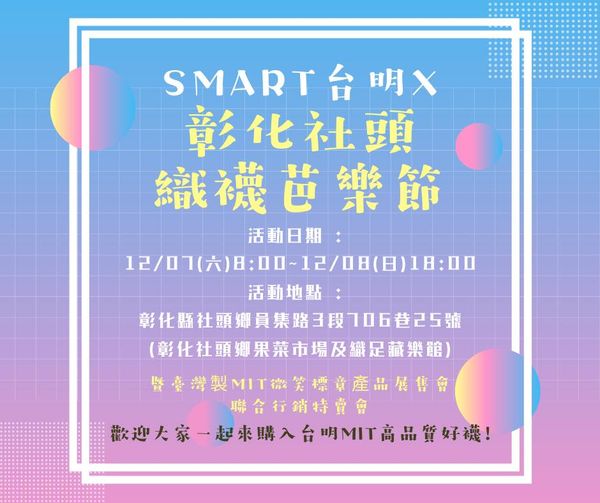 SMART台明X
彰化社頭
織襪芭樂節
活動日期 :
12/07(六)8:00~12/08(日)18:00
活動地點 :
彰化縣社頭鄉員集路3段706巷25號
(彰化社頭鄉果菜市場及織足藏樂館)
暨臺灣製MIT微笑標章產品展售會
聯合行銷特賣會
歡迎大家一起來購入台明MIT高品質好襪!